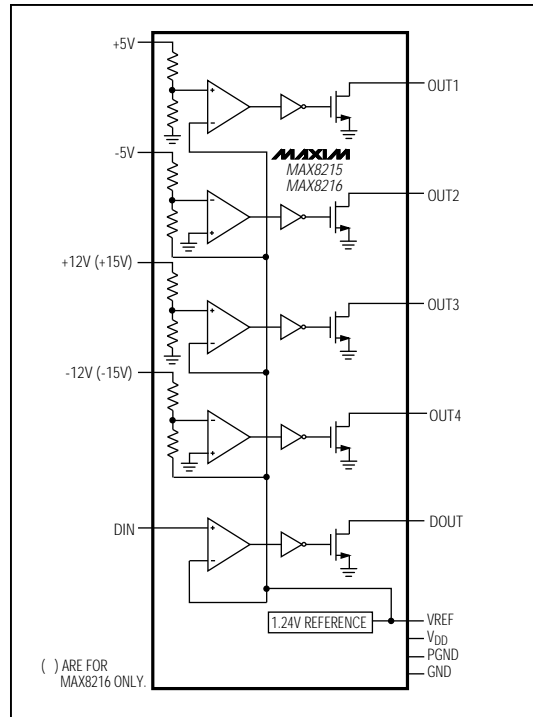 +5V
+
−
OUT1
MAXIM
MAX8215
MAX8216
-5V
−
+
OUT2
+12V (+15V)
+
−
OUT3
-12V (-15V)
−
+
OUT4
DIN
+
−
DOUT
1.24V REFERENCE
VREF
VDD
PGND
GND
( ) ARE FOR
MAX8216 ONLY.